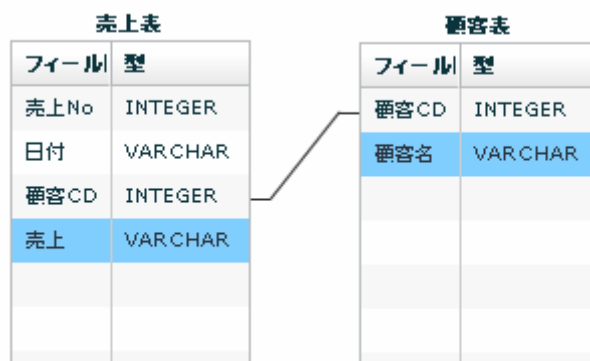 売上表
フィール 型
売上No INTEGER
日付 VARCHAR
顧客CD INTEGER
売上 VARCHAR
顧客表
フィール 型
顧客CD INTEGER
顧客名 VARCHAR